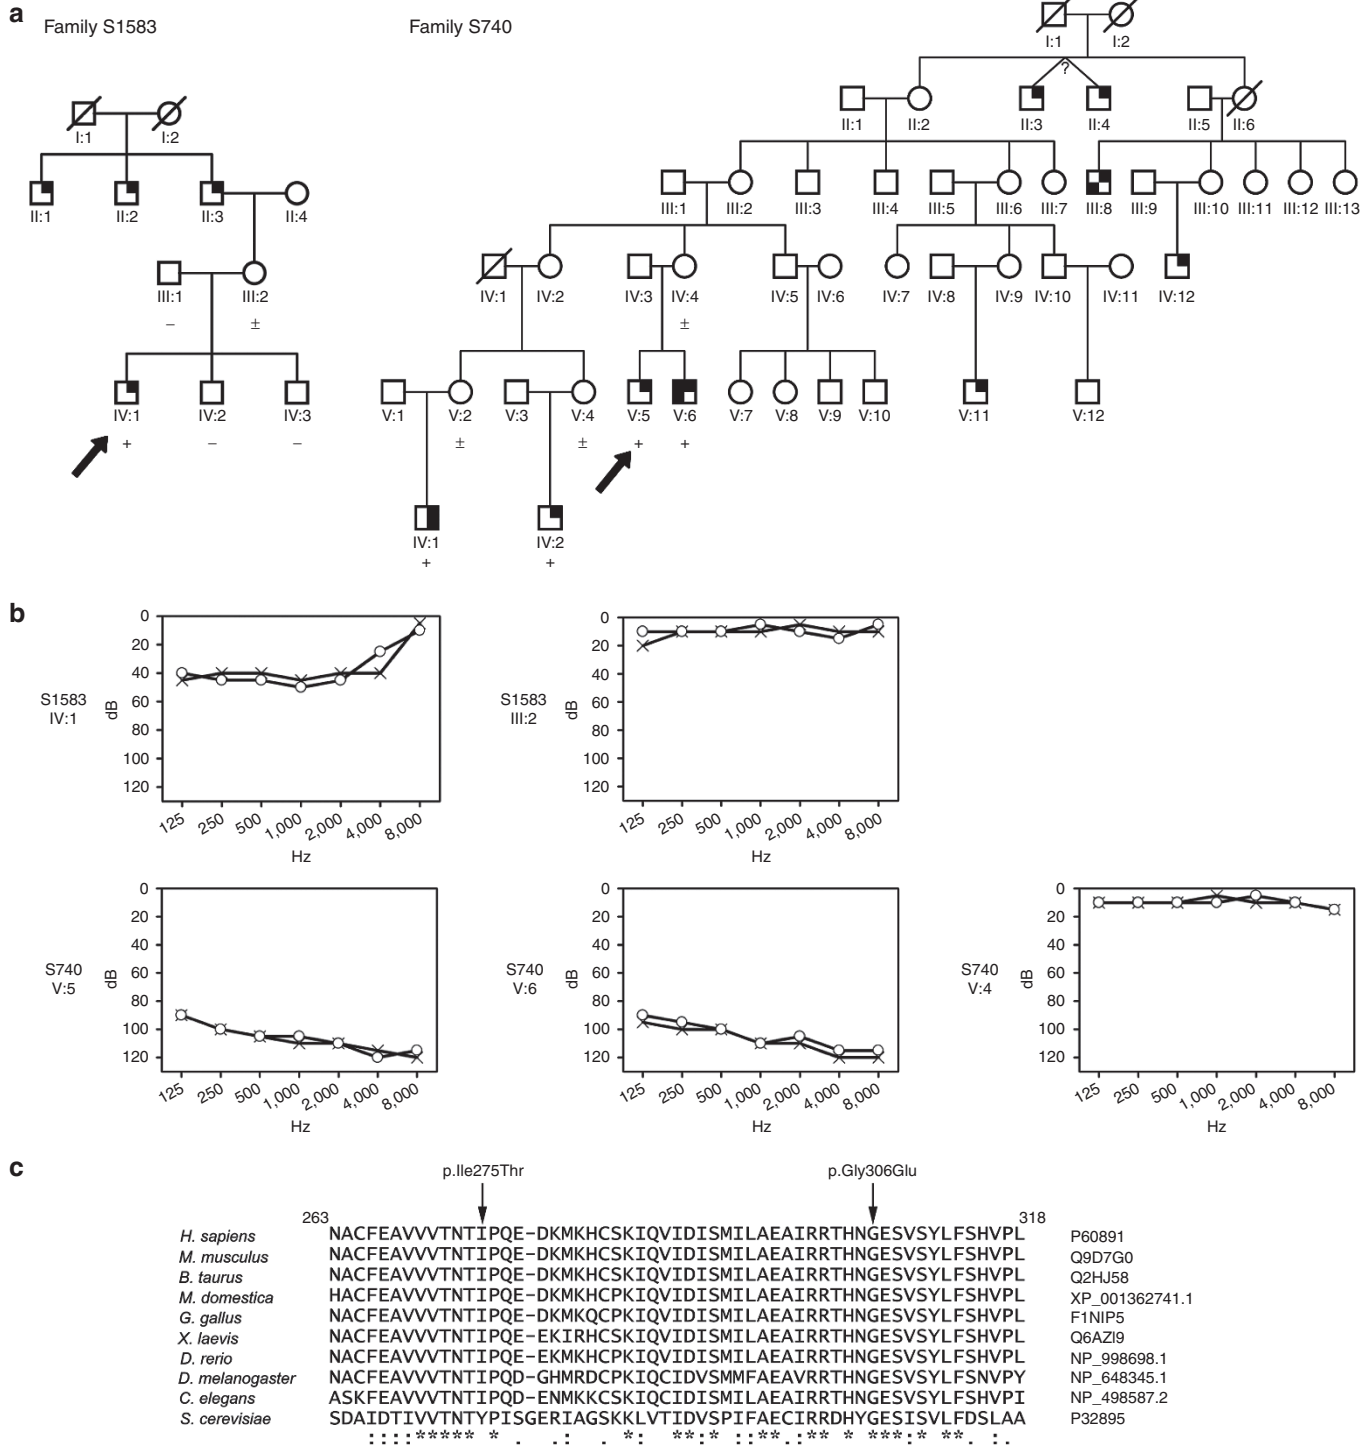 a
Family S1583 Family S740
I:1 I:2
?
II:1 II:2 II:3 II:4 II:5 II:6
I:1 I:2
II:1 II:2 II:3 II:4
III:1 III:2 III:3 III:4 III:5 III:6 III:7 III:8 III:9 III:10 III:11 III:12 III:13
III:1 III:2
– ±
IV:1 IV:2 IV:3 IV:4 IV:5 IV:6 IV:7 IV:8 IV:9 IV:10 IV:11 IV:12
±
IV:1 IV:2 IV:3
+ – –
V:1 V:2 V:3 V:4 V:5 V:6 V:7 V:8 V:9 V:10 V:11 V:12
± ± + +
IV:1 IV:2
+ +
b
S1583
IV:1
dB
0
20
40
60
80
100
120
125 250 500 1,000 2,000 4,000 8,000
Hz
S1583
III:2
dB
0
20
40
60
80
100
120
125 250 500 1,000 2,000 4,000 8,000
Hz
S740
V:5
dB
0
20
40
60
80
100
120
125 250 500 1,000 2,000 4,000 8,000
Hz
S740
V:6
dB
0
20
40
60
80
100
120
125 250 500 1,000 2,000 4,000 8,000
Hz
S740
V:4
dB
0
20
40
60
80
100
120
125 250 500 1,000 2,000 4,000 8,000
Hz
c
p.Ile275Thr p.Gly306Glu
263 318
H. sapiens NACFEAVVVTNTIPQE-DKMKHCSKIQVIDISMILAEAIRRTHNGESVSYLFSHVPL P60891
M. musculus NACFEAVVVTNTIPQE-DKMKHCSKIQVIDISMILAEAIRRTHNGESVSYLFSHVPL Q9D7G0
B. taurus NACFEAVVVTNTIPQE-DKMKHCSKIQVIDISMILAEAIRRTHNGESVSYLFSHVPL Q2HJ58
M. domestica HACFEAVVVTNTIPQE-DKMKHCPKIQVIDISMILAEAIRRTHNGESVSYLFSHVPL XP_001362741.1
G. gallus NACFEAVVVTNTIPQE-DKMKQCPKIQVIDISMILAEAIRRTHNGESVSYLFSHVPL F1NIP5
X. laevis NACFEAVVVTNTIPQE-EKIRHCSKIQVIDISMILAEAIRRTHNGESVSYLFSHVPL Q6AZI9
D. rerio NACFEAVVVTNTIPQE-EKMKHCPKIQVIDISMILAEAIRRTHNGESVSYLFSHVPL NP_998698.1
D. melanogaster NACFEAVVVTNTIPQD-GHMRDCPKIQCIDVSMMFAEAVRRTHNGESVSYLFSNVPY NP_648345.1
C. elegans ASKFEAVVVTNTIPQD-ENMKKCSKIQVIDISMILAEAIRRTHNGESVSYLFSHVPI NP_498587.2
S. cerevisiae SDAIDTIVVTNTYPISGERIAGSKKLVTIDVSPIFAECIRRDHYGESISVLFDSLAA P32895
::::***** * . .: . *: **:* ::**.:** * ***:* **. :.